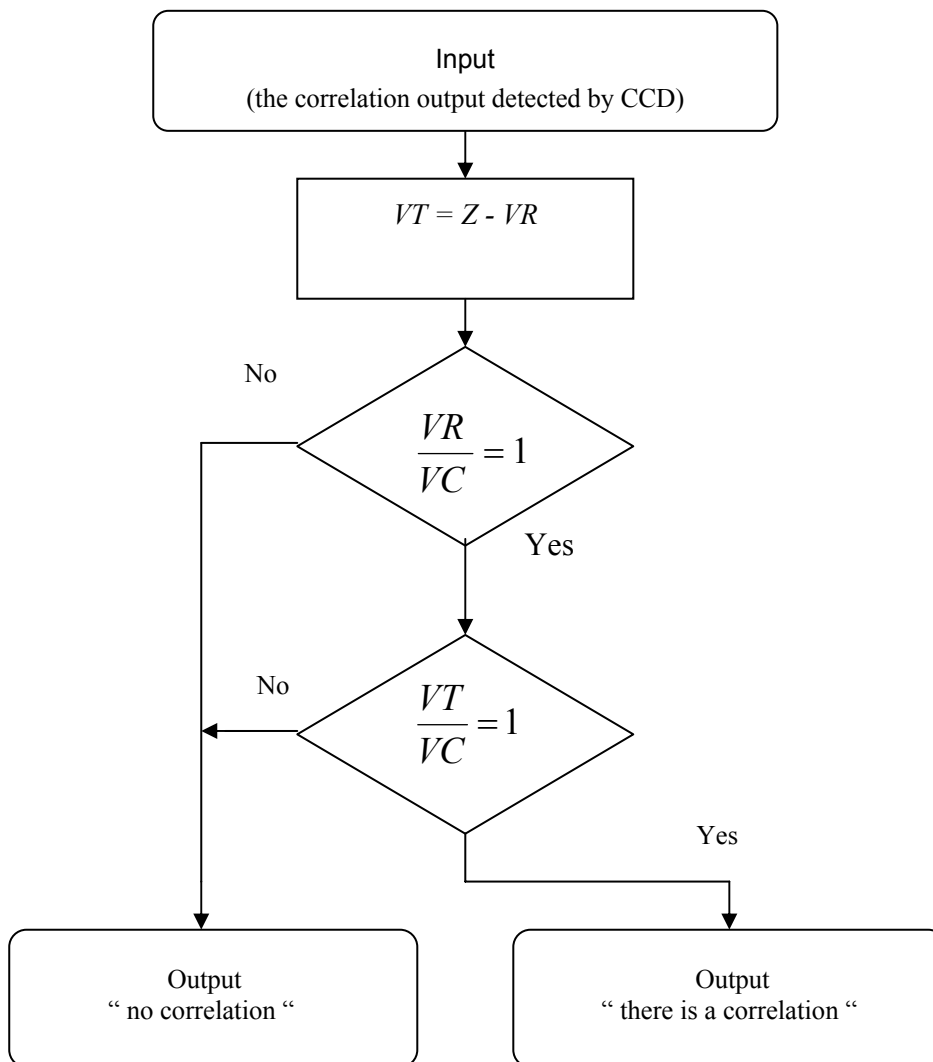 Input
(the correlation output detected by CCD)
VT = Z - VR
No
VR
VC
= 1
Yes
No
VT
VC
= 1
Yes
Output
“ no correlation “
Output
“ there is a correlation “